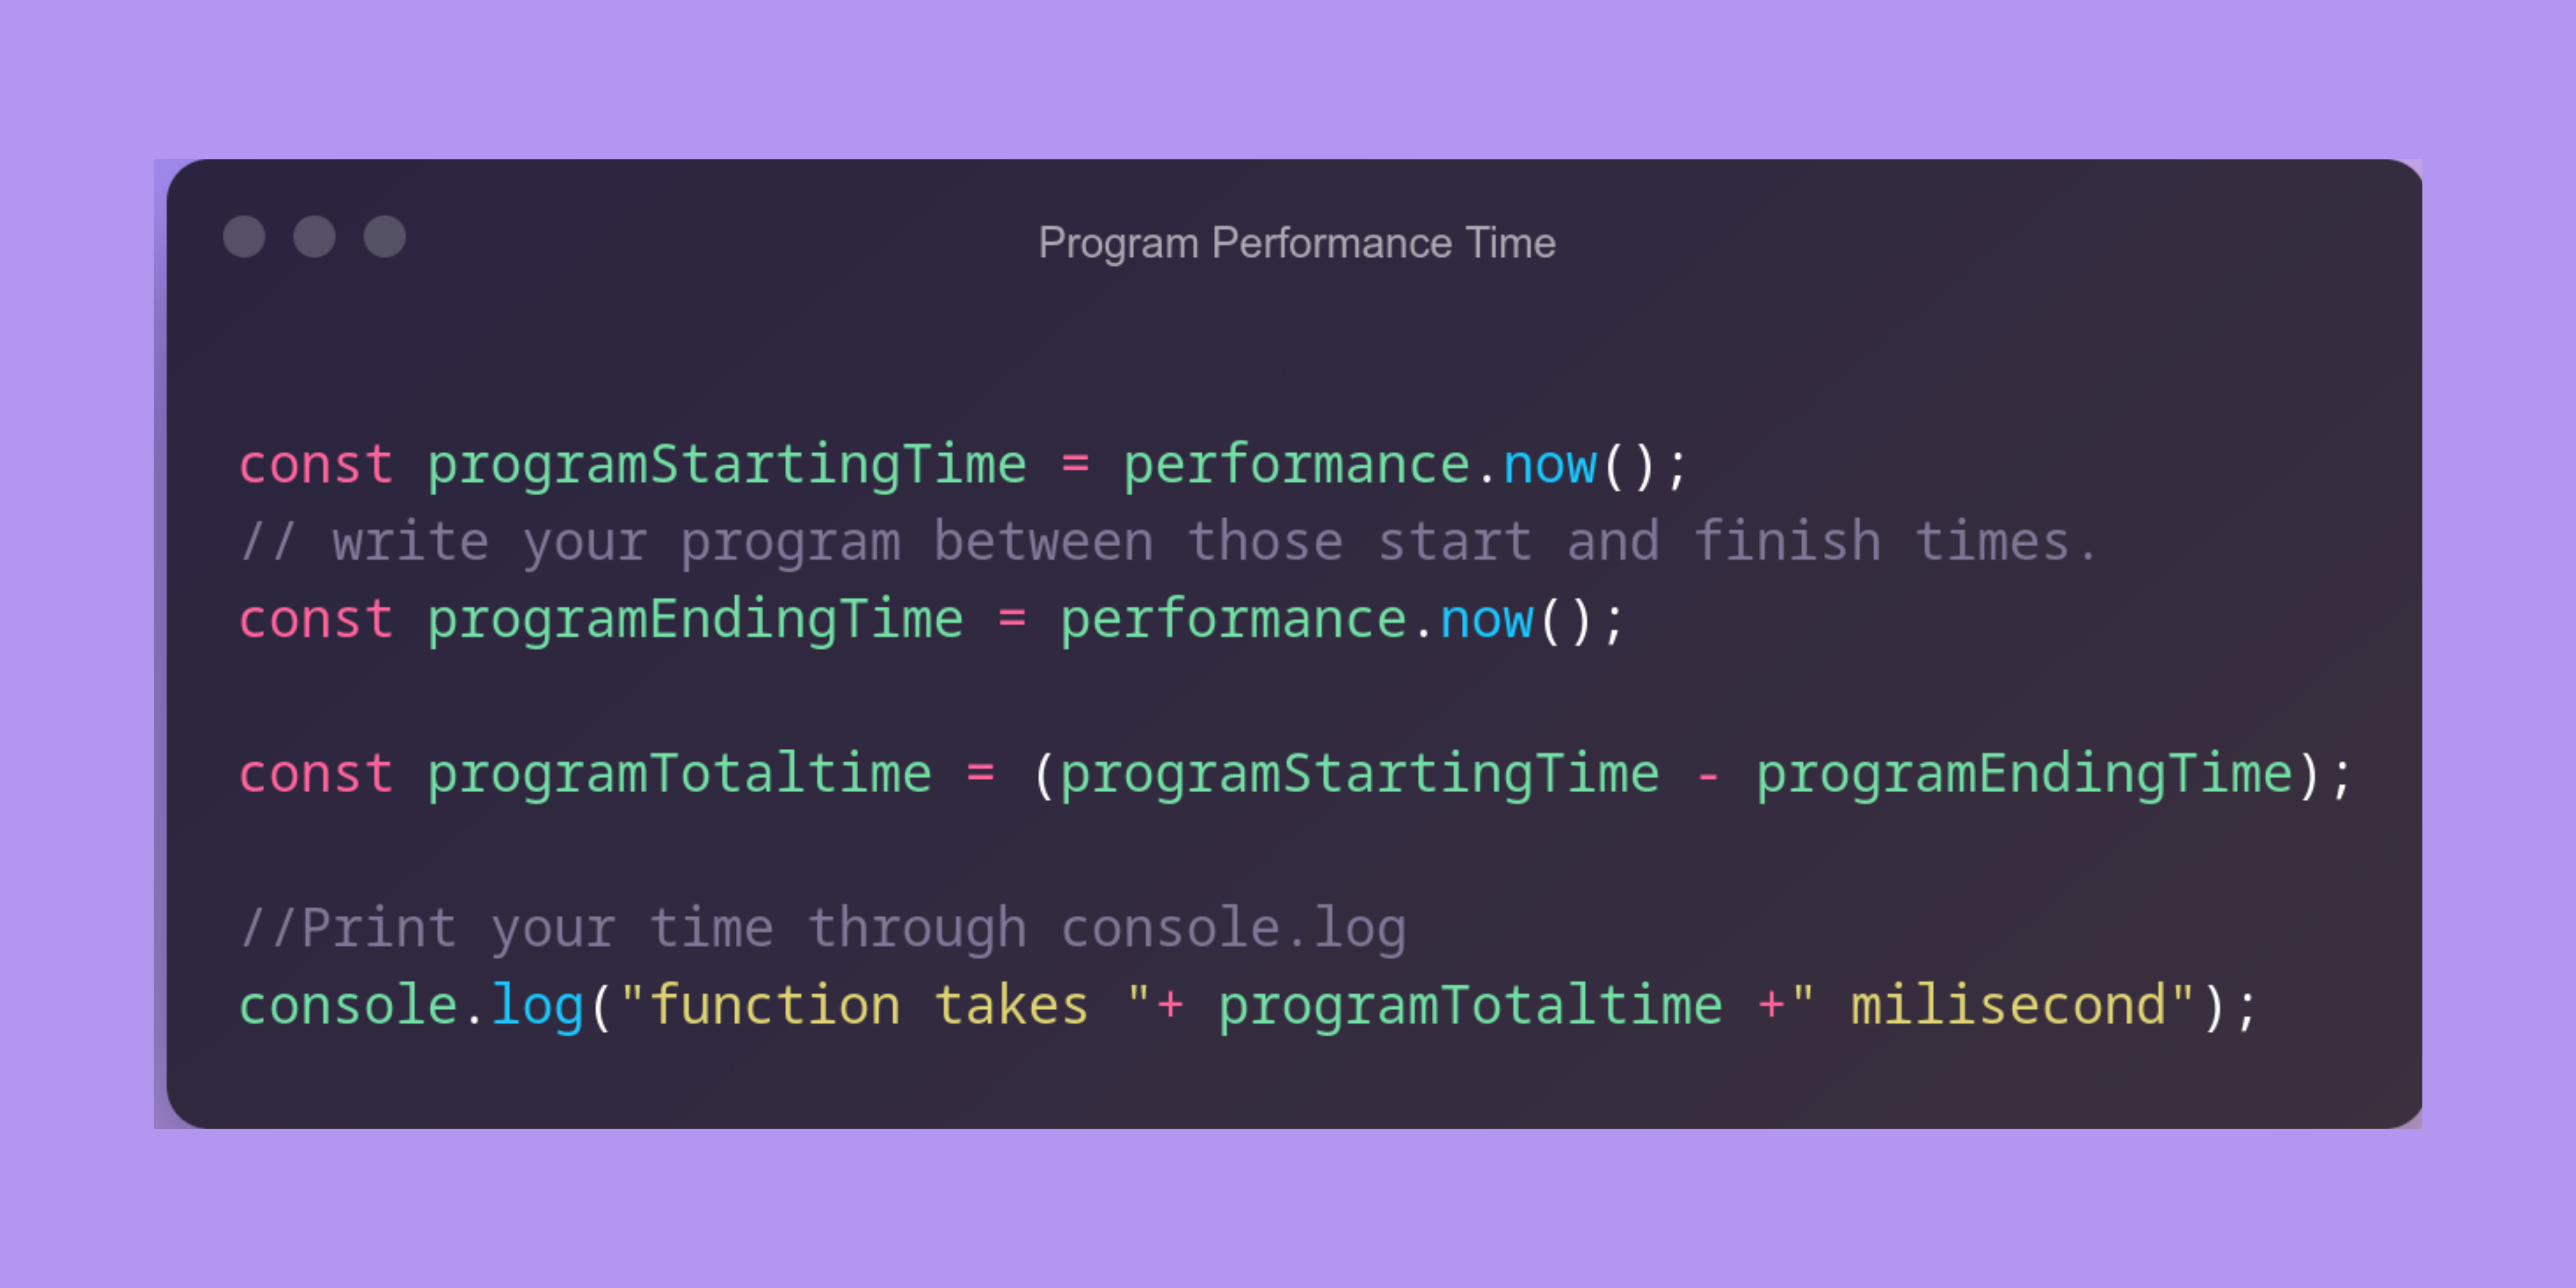 Program Performance Time
const programStartingTime = performance.now();
// write your program between those start and finish times.
const programEndingTime = performance.now();
const programTotaltime = (programStartingTime - programEndingTime);
//Print your time through console.log
console.log("function takes "+ programTotaltime +" milisecond");